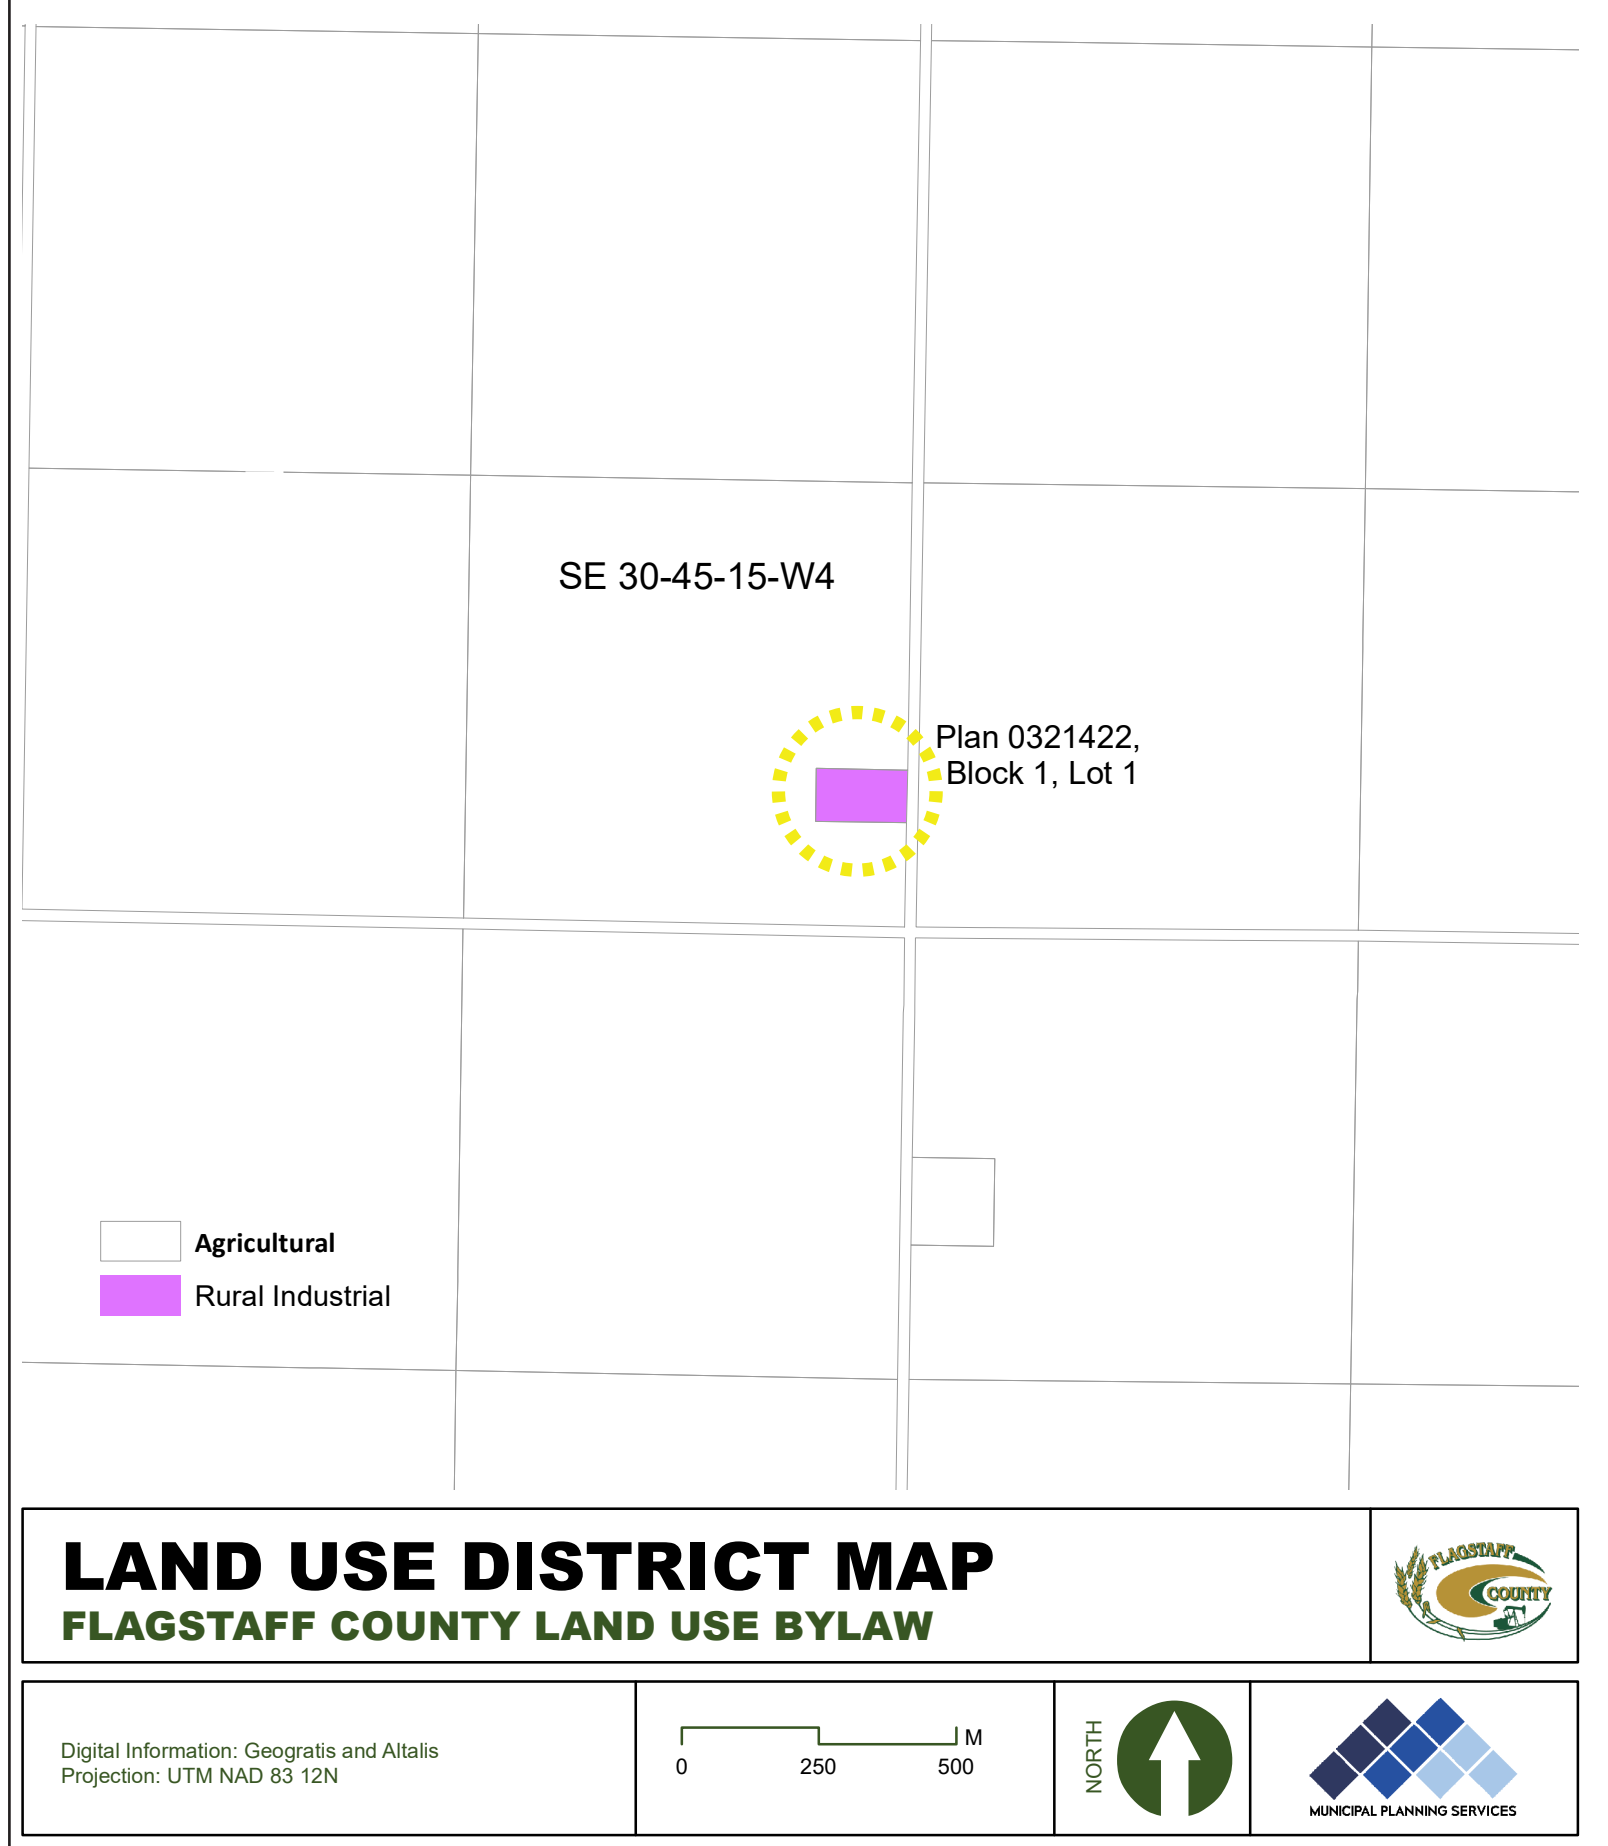 SE 30-45-15-W4
Plan 0321422,
Block 1, Lot 1
Agricultural
Rural Industrial
LAND USE DISTRICT MAP
FLAGSTAFF COUNTY LAND USE BYLAW
FLAGSTAFF
COUNTY
Digital Information: Geogratis and Altalis
Projection: UTM NAD 83 12N
M
0 250 500
NORTH
MUNICIPAL PLANNING SERVICES